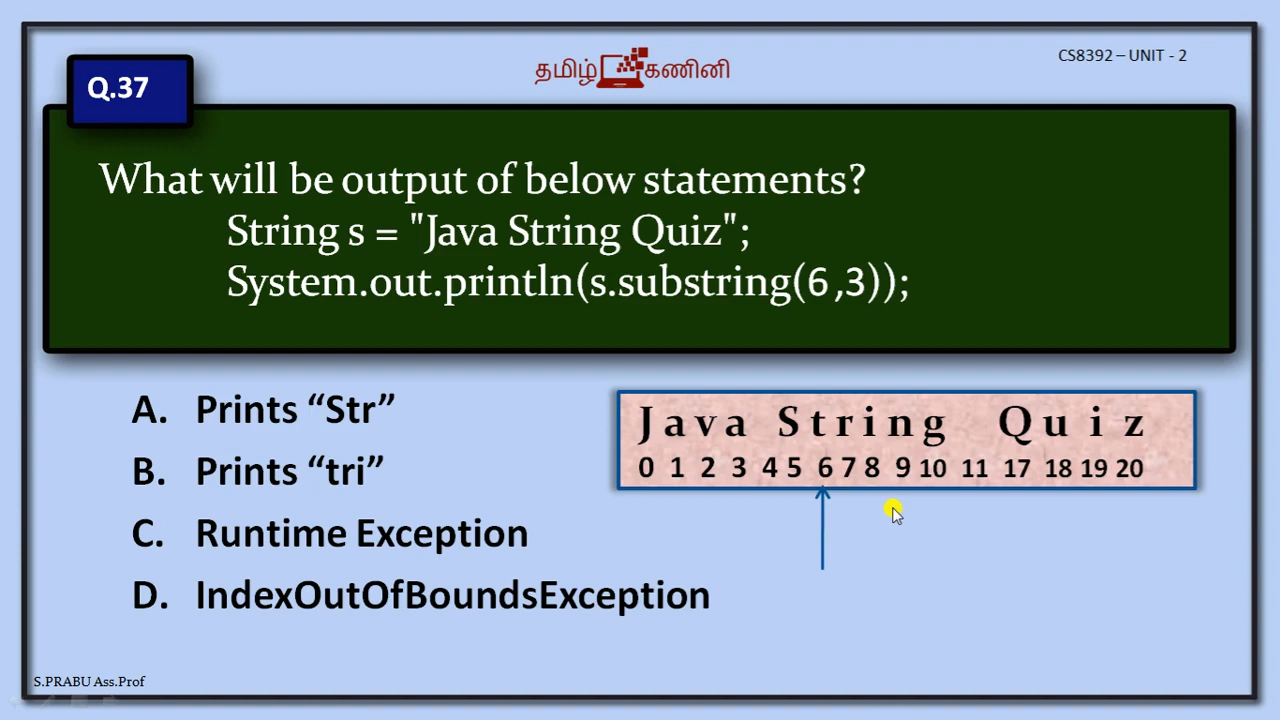 Q.37
தமிழ் கணினி
CS8392 – UNIT - 2
What will be output of below statements?
String s = "Java String Quiz";
System.out.println(s.substring(6 ,3));
A. Prints “Str”
B. Prints “tri”
C. Runtime Exception
D. IndexOutOfBoundsException
J a v a S t r i n g Q u i z
0 1 2 3 4 5 6 7 8 9 10 11 17 18 19 20
S.PRABU Ass.Prof